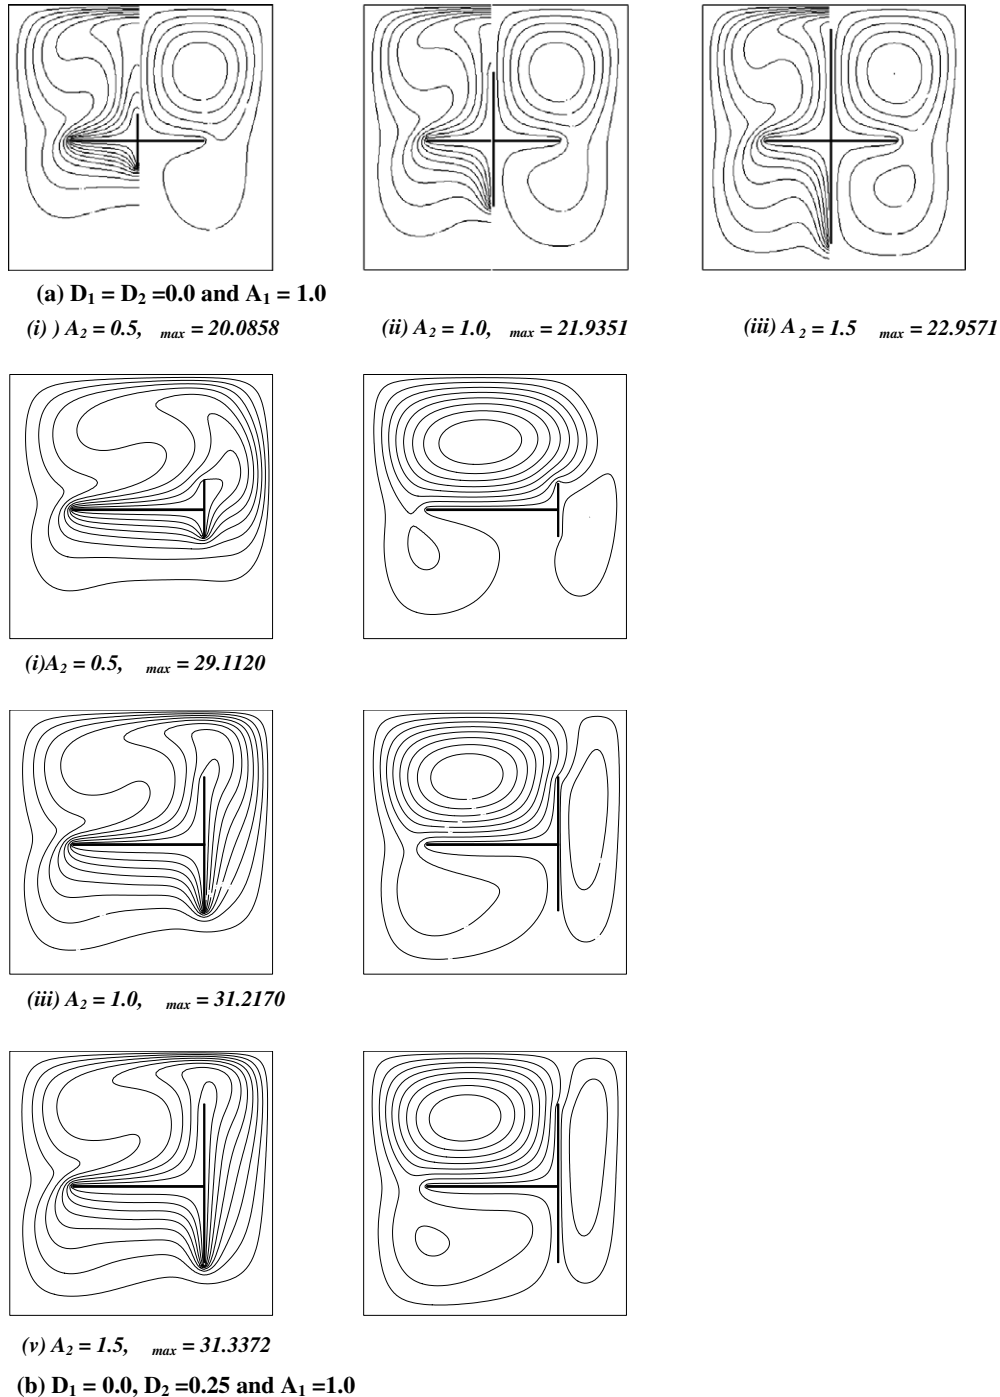 (a) D₁ = D₂ =0.0 and A₁ = 1.0
(i) ) A₂ = 0.5, max = 20.0858
(ii) A₂ = 1.0, max = 21.9351
(iii) A₂ = 1.5 max = 22.9571
(i)A₂ = 0.5, max = 29.1120
(iii) A₂ = 1.0, max = 31.2170
(v) A₂ = 1.5, max = 31.3372
(b) D₁ = 0.0, D₂ =0.25 and A₁ =1.0